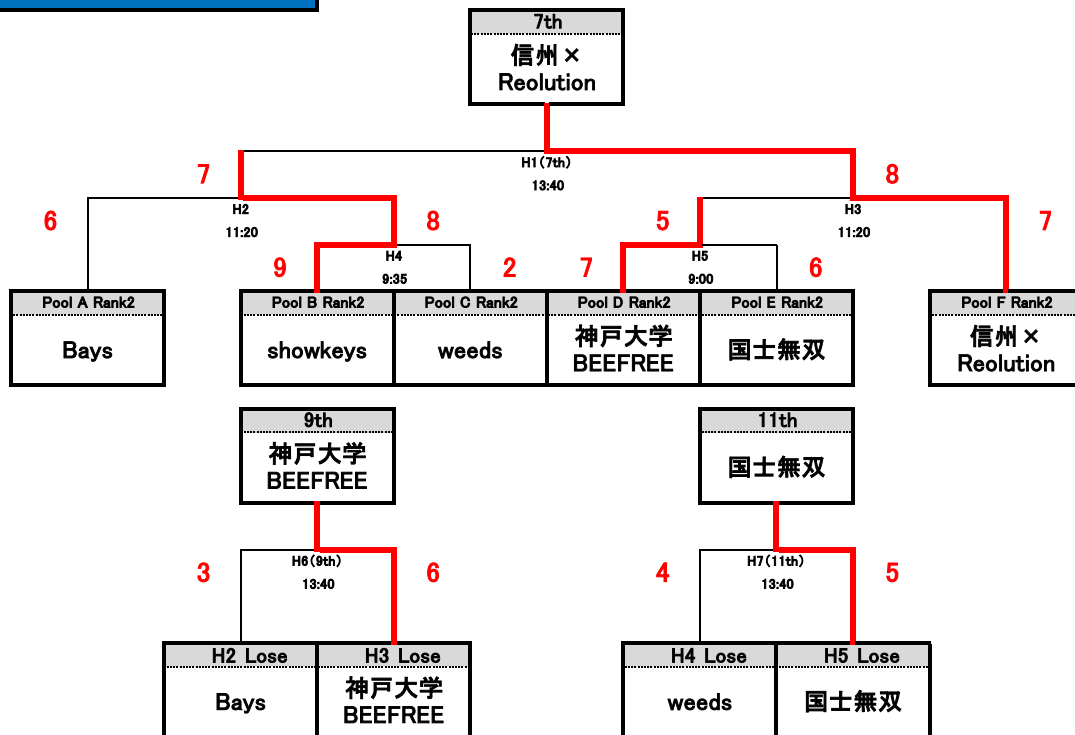 7th
信州×
Reolution
H1(7th)
13:40
7
8
6
H2
11:20
8
5
H3
11:20
7
9
H4
9:35
2
7
H5
9:00
6
Pool A Rank2
Bays
Pool B Rank2
showkeys
Pool C Rank2
weeds
Pool D Rank2
神戸大学
BEEFREE
Pool E Rank2
国士無双
Pool F Rank2
信州×
Reolution
9th
神戸大学
BEEFREE
11th
国士無双
3
H6(9th)
13:40
6
4
H7(11th)
13:40
5
H2 Lose
Bays
H3 Lose
神戸大学
BEEFREE
H4 Lose
weeds
H5 Lose
国士無双